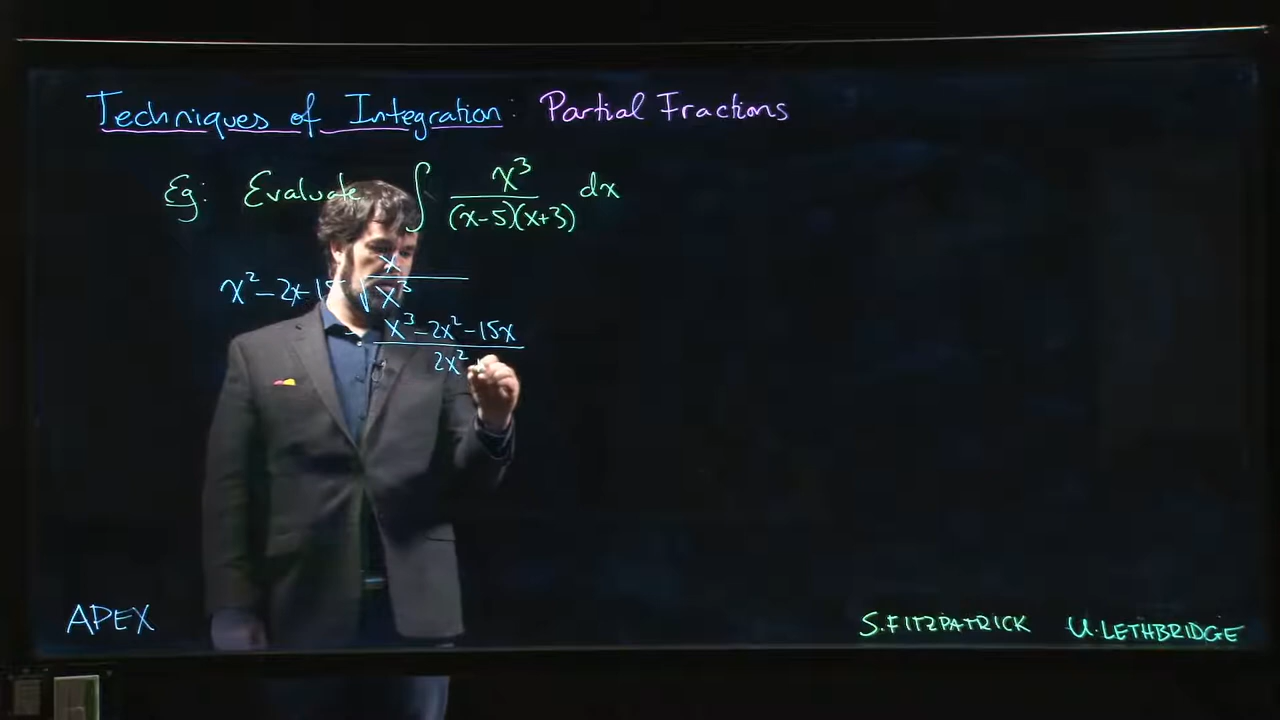 Techniques of Integration: Partial Fractions
Eg: Evaluate ∫ x³/((x-5)(x+3)) dx
x
x²-2x-15 √x³
x³-2x²-15x
2x²
APEX
S.FITZPATRICK U.LETHBRIDGE